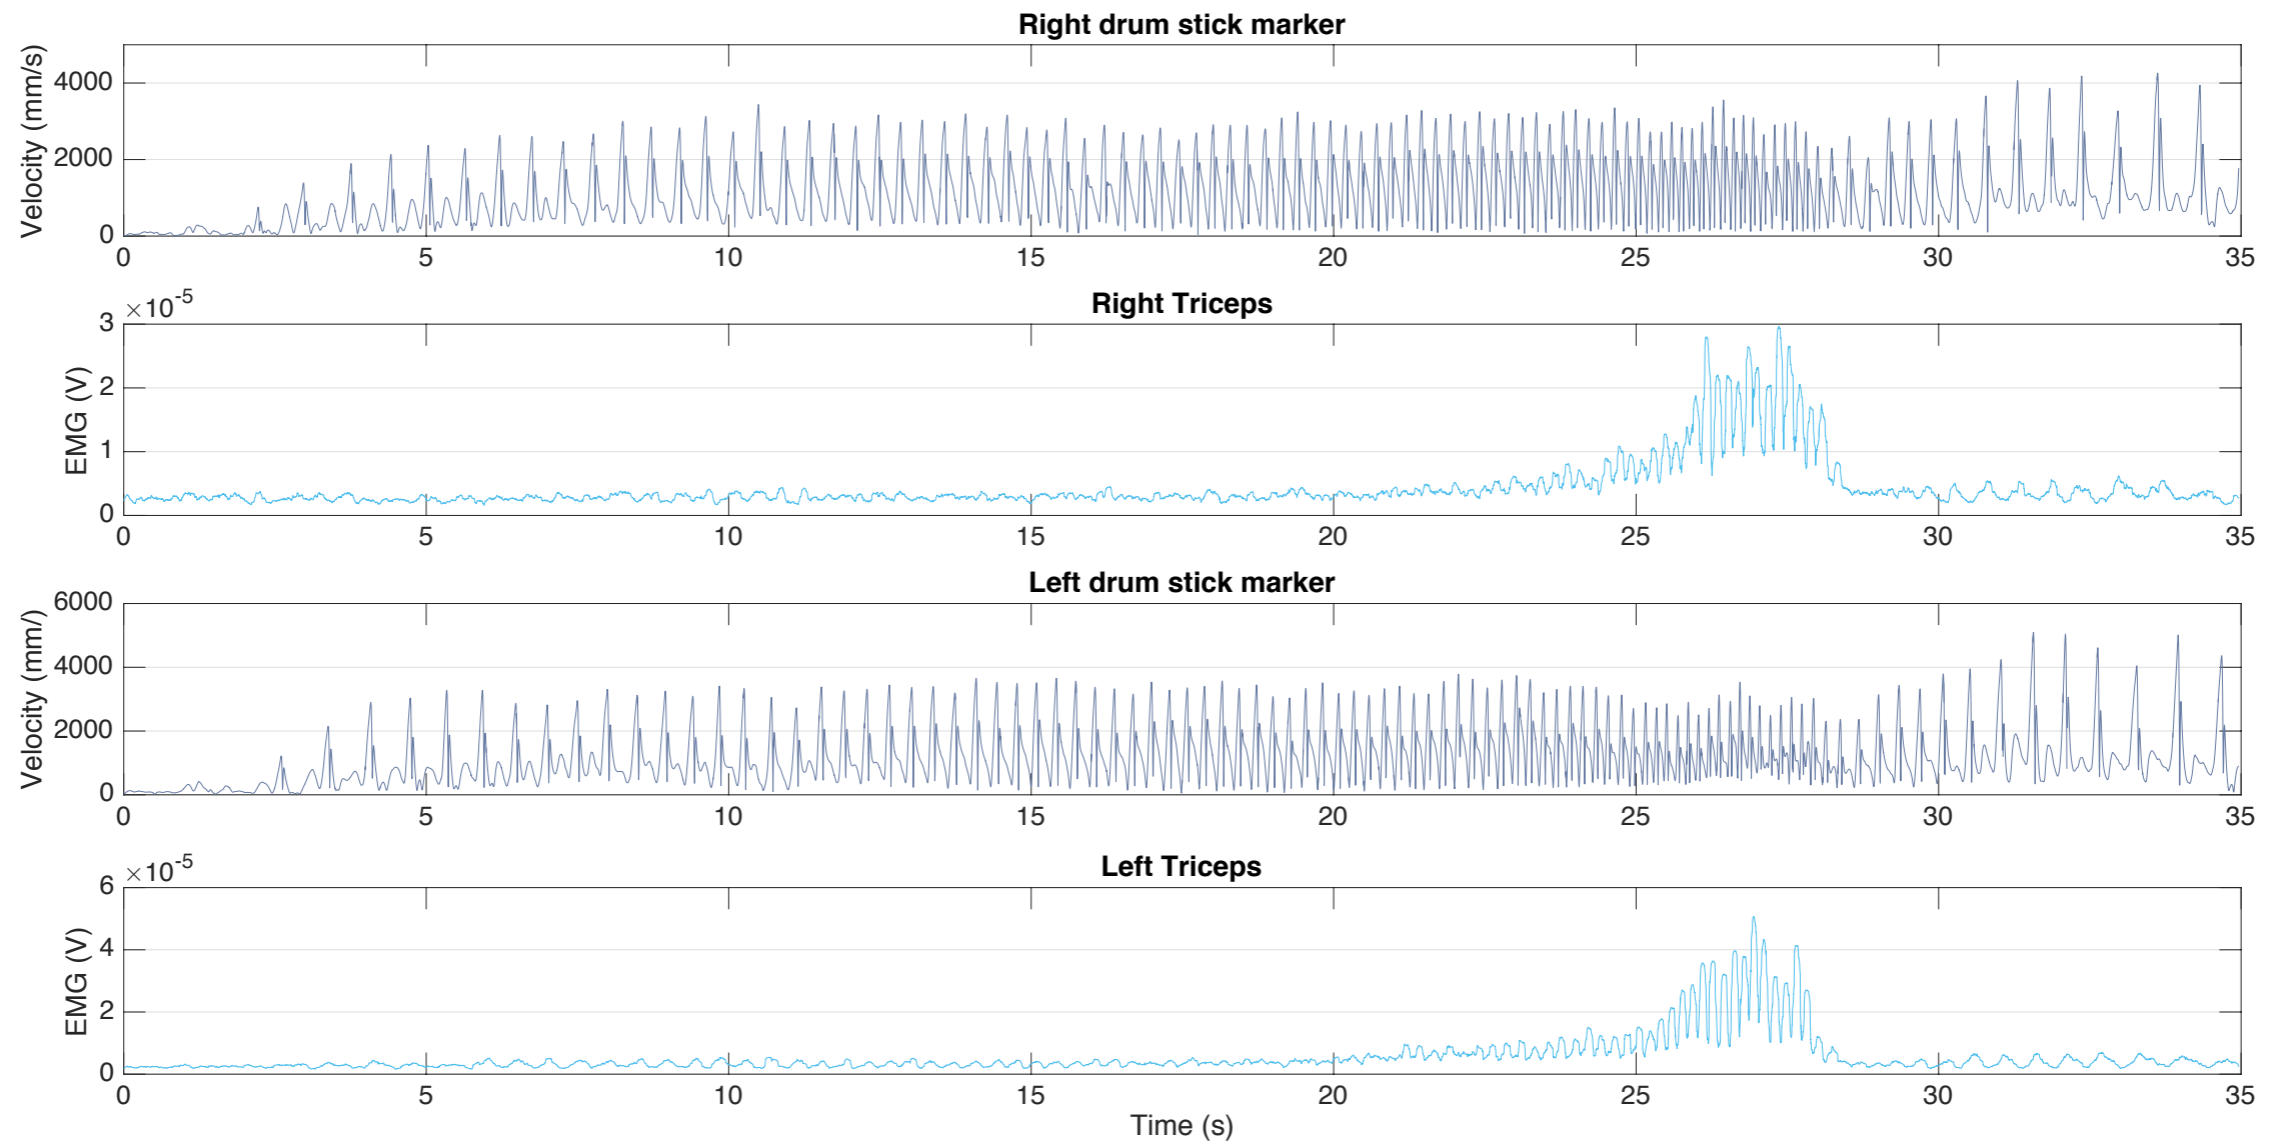 Right drum stick marker
Velocity (mm/s)
4000
2000
0
0 5 10 15 20 25 30 35
×10-5
Right Triceps
EMG (V)
3
2
1
0
0 5 10 15 20 25 30 35
Left drum stick marker
Velocity (mm/)
6000
4000
2000
0
0 5 10 15 20 25 30 35
×10-5
Left Triceps
EMG (V)
6
4
2
0
0 5 10 15 20 25 30 35
Time (s)